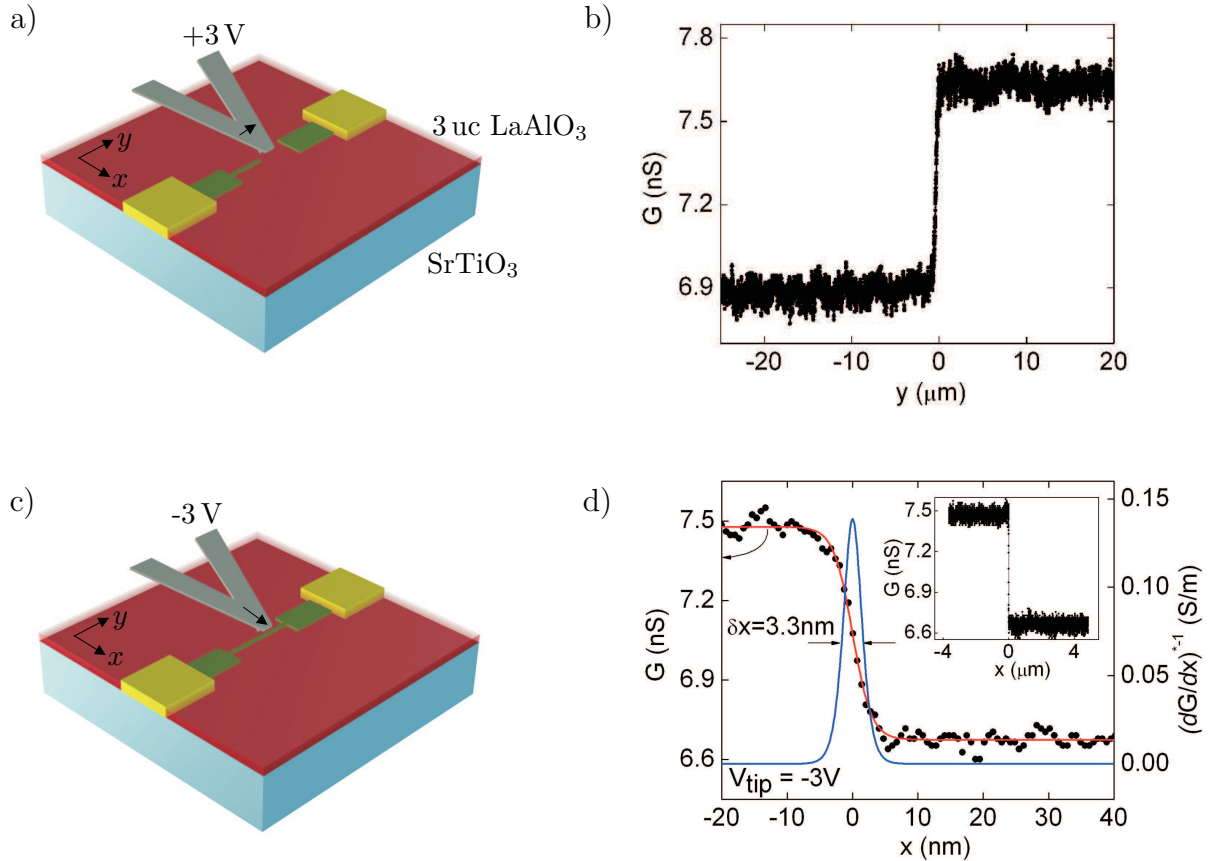 a)
+3 V
3 uc LaAlO₃
y
x
SrTiO₃
b)
7.8
7.5
7.2
6.9
G (nS)
-20 -10 0 10 20
y (μm)
c)
-3 V
y
x
d)
7.5
7.2
6.9
6.6
G (nS)
δx=3.3nm
V_tip = -3V
-20 -10 0 10 20 30 40
x (nm)
0.15
0.10
0.05
0.00
(dG/dx)*⁻¹ (S/m)
7.5
7.2
6.9
6.6
G (nS)
-4 0 4
x (μm)